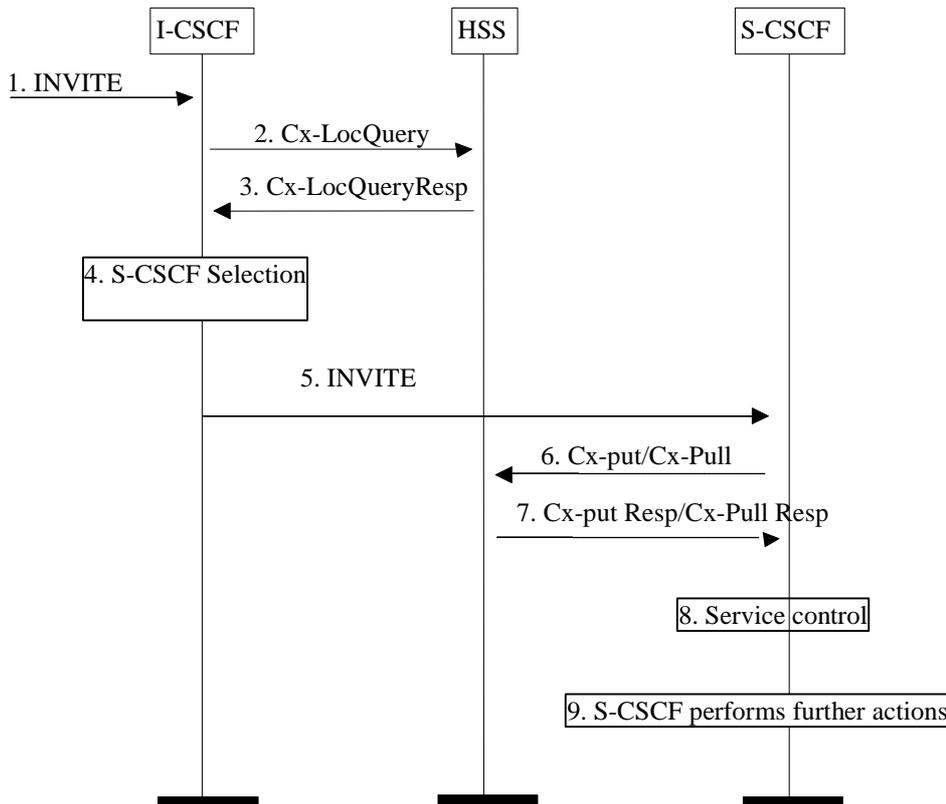 I-CSCF
HSS
S-CSCF
1. INVITE
2. Cx-LocQuery
3. Cx-LocQueryResp
4. S-CSCF Selection
5. INVITE
6. Cx-put/Cx-Pull
7. Cx-put Resp/Cx-Pull Resp
8. Service control
9. S-CSCF performs further actions